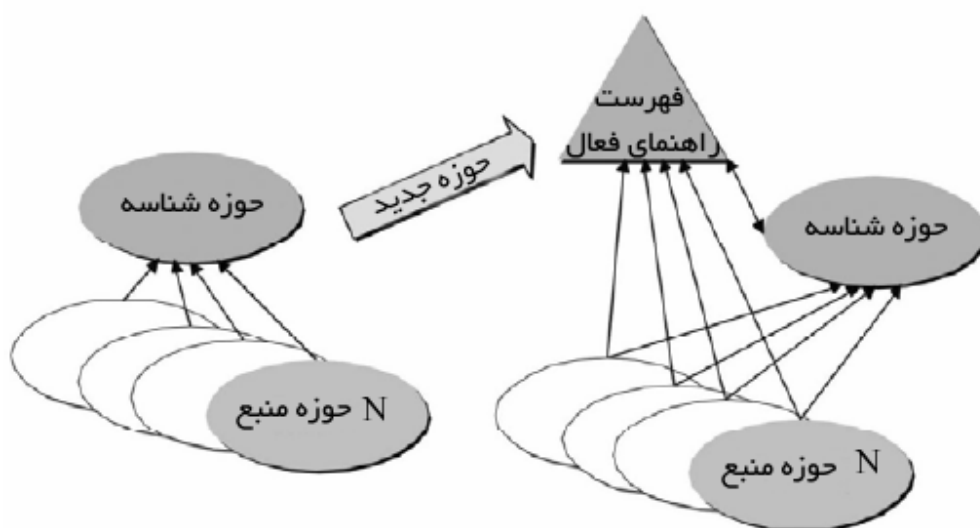 فهرست
راهنمای فعال
حوزه جدید
حوزه شناسه
حوزه شناسه
N حوزه منبع
N حوزه منبع